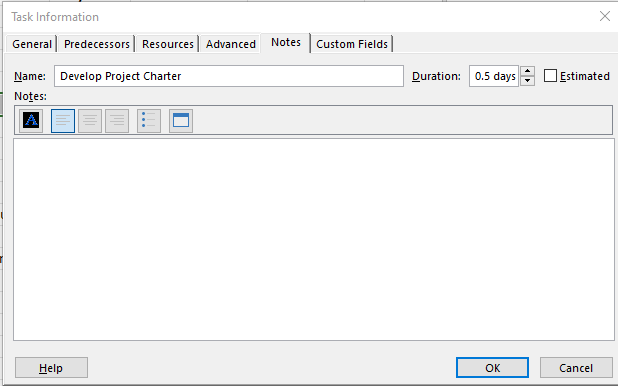 Task Information
General Predecessors Resources Advanced Notes Custom Fields
Name: Develop Project Charter Duration: 0.5 days Estimated
Notes:
A
Help OK Cancel